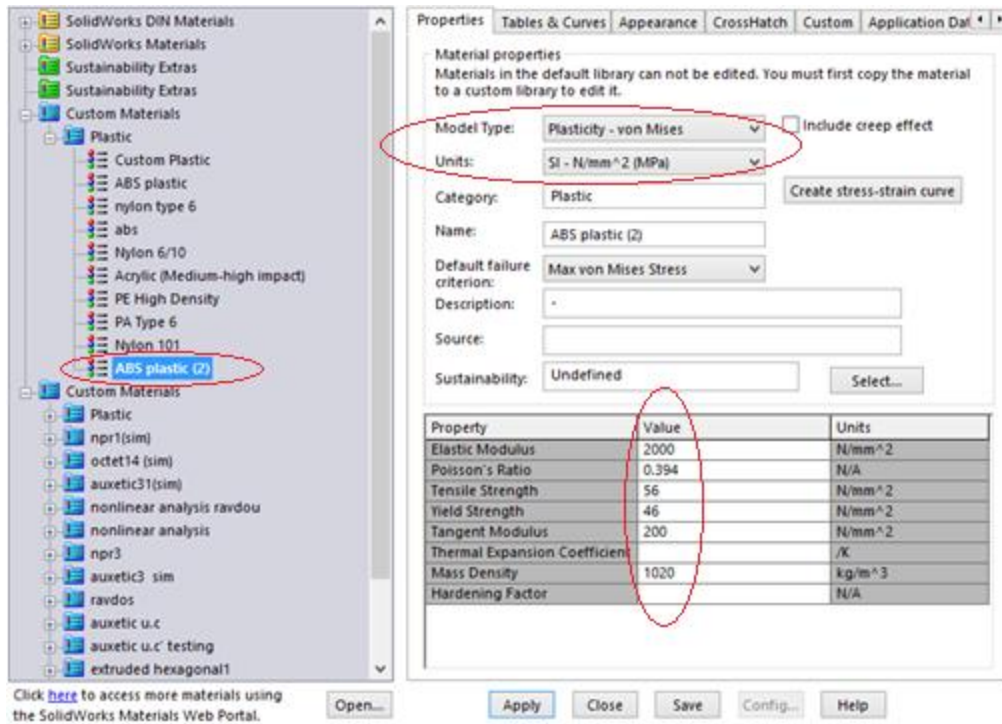 SolidWorks DIN Materials
SolidWorks Materials
Sustainability Extras
Sustainability Extras
Custom Materials
Plastic
Custom Plastic
ABS plastic
nylon type 6
abs
Nylon 6/10
Acrylic (Medium-high impact)
PE High Density
PA Type 6
Nylon 101
ABS plastic (2)
Custom Materials
Plastic
npr1(sim)
octet14 (sim)
auxetic31(sim)
nonlinear analysis ravdou
nonlinear analysis
npr3
auxetic3 sim
ravdos
auxetic u.c
auxetic u.c' testing
extruded hexagonal1
Click here to access more materials using
the SolidWorks Materials Web Portal.
Open...
Properties Tables & Curves Appearance CrossHatch Custom Application Dat
Material properties
Materials in the default library can not be edited. You must first copy the material
to a custom library to edit it.
Model Type: Plasticity - von Mises Include creep effect
Units: SI - N/mm^2 (MPa)
Category: Plastic Create stress-strain curve
Name: ABS plastic (2)
Default failure
criterion: Max von Mises Stress
Description: -
Source:
Sustainability: Undefined Select...
Property Value Units
Elastic Modulus 2000 N/mm^2
Poisson's Ratio 0.394 N/A
Tensile Strength 56 N/mm^2
Yield Strength 46 N/mm^2
Tangent Modulus 200 N/mm^2
Thermal Expansion Coefficient /K
Mass Density 1020 kg/m^3
Hardening Factor N/A
Apply Close Save Config... Help